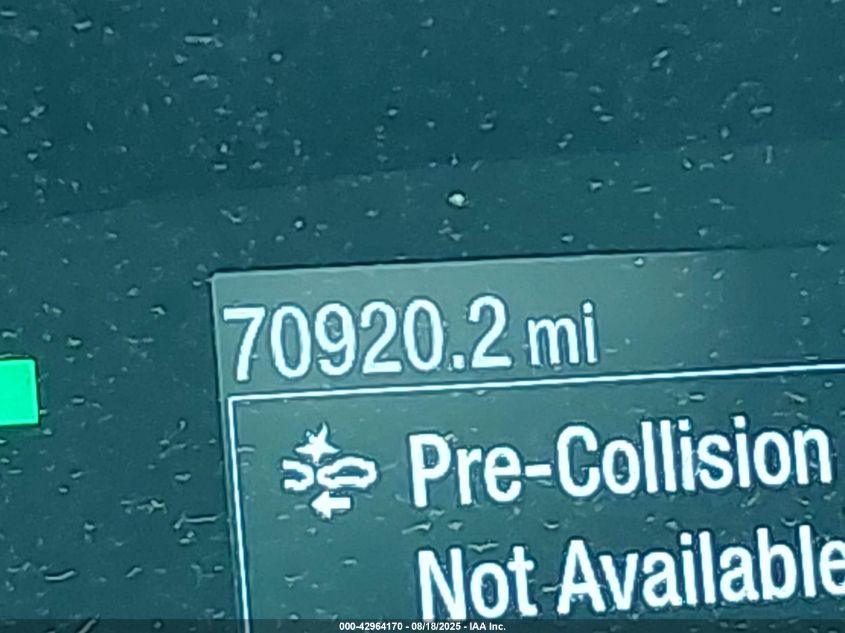 70920.2 mi
Pre-Collision
Not Available
000-42964170 - 08/18/2025 - IAA Inc.